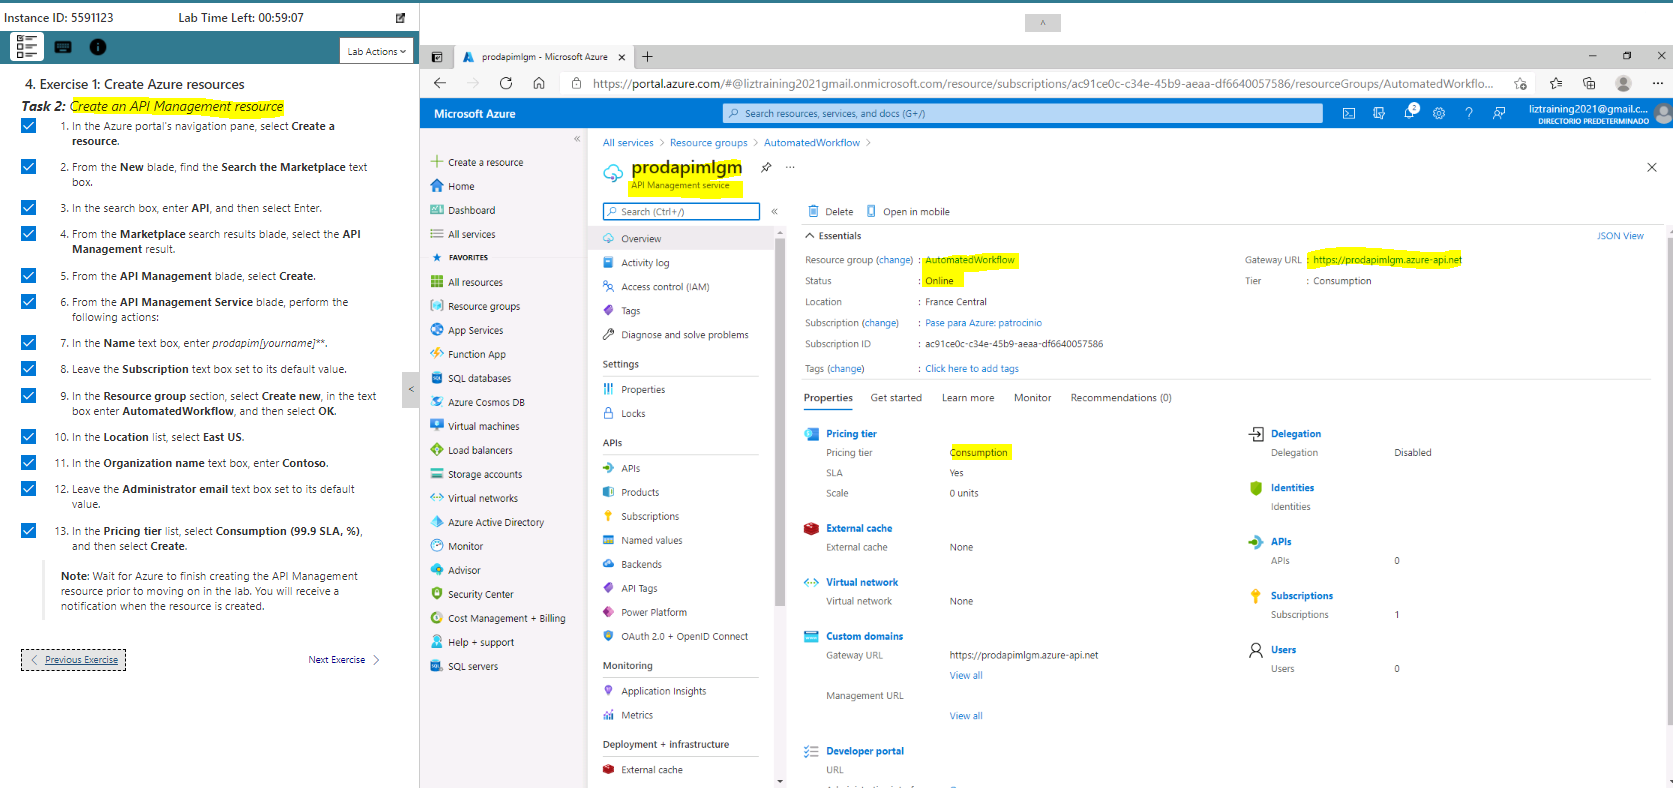 Instance ID: 5591123
Lab Time Left: 00:59:07
Lab Actions
4. Exercise 1: Create Azure resources
Task 2: Create an API Management resource
1. In the Azure portal's navigation pane, select Create a
resource.
2. From the New blade, find the Search the Marketplace text
box.
3. In the search box, enter API, and then select Enter.
4. From the Marketplace search results blade, select the API
Management result.
5. From the API Management blade, select Create.
6. From the API Management Service blade, perform the
following actions:
7. In the Name text box, enter prodapim[yourname]**.
8. Leave the Subscription text box set to its default value.
9. In the Resource group section, select Create new, in the text
box enter AutomatedWorkflow, and then select OK.
10. In the Location list, select East US.
11. In the Organization name text box, enter Contoso.
12. Leave the Administrator email text box set to its default
value.
13. In the Pricing tier list, select Consumption (99.9 SLA, %),
and then select Create.
Note: Wait for Azure to finish creating the API Management
resource prior to moving on in the lab. You will receive a
notification when the resource is created.
Previous Exercise
Next Exercise
prodapimlgm - Microsoft Azure
https://portal.azure.com/#@liztraining2021gmail.onmicrosoft.com/resource/subscriptions/ac91ce0c-c34e-45b9-aeaa-df6640057586/resourceGroups/AutomatedWorkflo...
Microsoft Azure
Search resources, services, and docs (G+/)
2
liztraining2021@gmail.c...
DIRECTORIO PREDETERMINADO
Create a resource
Home
Dashboard
All services
FAVORITES
All resources
Resource groups
App Services
Function App
SQL databases
Azure Cosmos DB
Virtual machines
Load balancers
Storage accounts
Virtual networks
Azure Active Directory
Monitor
Advisor
Security Center
Cost Management + Billing
Help + support
SQL servers
All services > Resource groups > AutomatedWorkflow >
prodapimlgm
API Management service
Search (Ctrl+/)
Overview
Activity log
Access control (IAM)
Tags
Diagnose and solve problems
Settings
Properties
Locks
APIs
APIs
Products
Subscriptions
Named values
Backends
API Tags
Power Platform
OAuth 2.0 + OpenID Connect
Monitoring
Application Insights
Metrics
Deployment + infrastructure
External cache
Delete
Open in mobile
Essentials
JSON View
Resource group (change) : AutomatedWorkflow
Status : Online
Location : France Central
Subscription (change) : Pase para Azure: patrocinio
Subscription ID : ac91ce0c-c34e-45b9-aeaa-df6640057586
Tags (change) : Click here to add tags
Gateway URL : https://prodapimlgm.azure-api.net
Tier : Consumption
Properties
Get started
Learn more
Monitor
Recommendations (0)
Pricing tier
Pricing tier Consumption
SLA Yes
Scale 0 units
External cache
External cache None
Virtual network
Virtual network None
Custom domains
Gateway URL https://prodapimlgm.azure-api.net
View all
Management URL
View all
Developer portal
URL
Delegation
Delegation Disabled
Identities
Identities
APIs
APIs 0
Subscriptions
Subscriptions 1
Users
Users 0